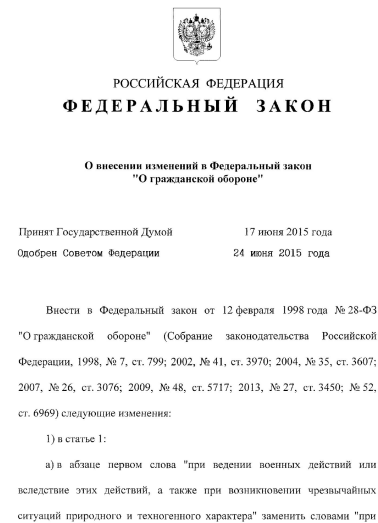 РОССИЙСКАЯ ФЕДЕРАЦИЯ
ФЕДЕРАЛЬНЫЙ ЗАКОН
О внесении изменений в Федеральный закон
"О гражданской обороне"
Принят Государственной Думой 17 июня 2015 года
Одобрен Советом Федерации 24 июня 2015 года
Внести в Федеральный закон от 12 февраля 1998 года № 28-ФЗ
"О гражданской обороне" (Собрание законодательства Российской
Федерации, 1998, № 7, ст. 799; 2002, № 41, ст. 3970; 2004, № 35, ст. 3607;
2007, № 26, ст. 3076; 2009, № 48, ст. 5717; 2013, № 27, ст. 3450; № 52,
ст. 6969) следующие изменения:
1) в статье 1:
а) в абзаце первом слова "при ведении военных действий или
вследствие этих действий, а также при возникновении чрезвычайных
ситуаций природного и техногенного характера" заменить словами "при